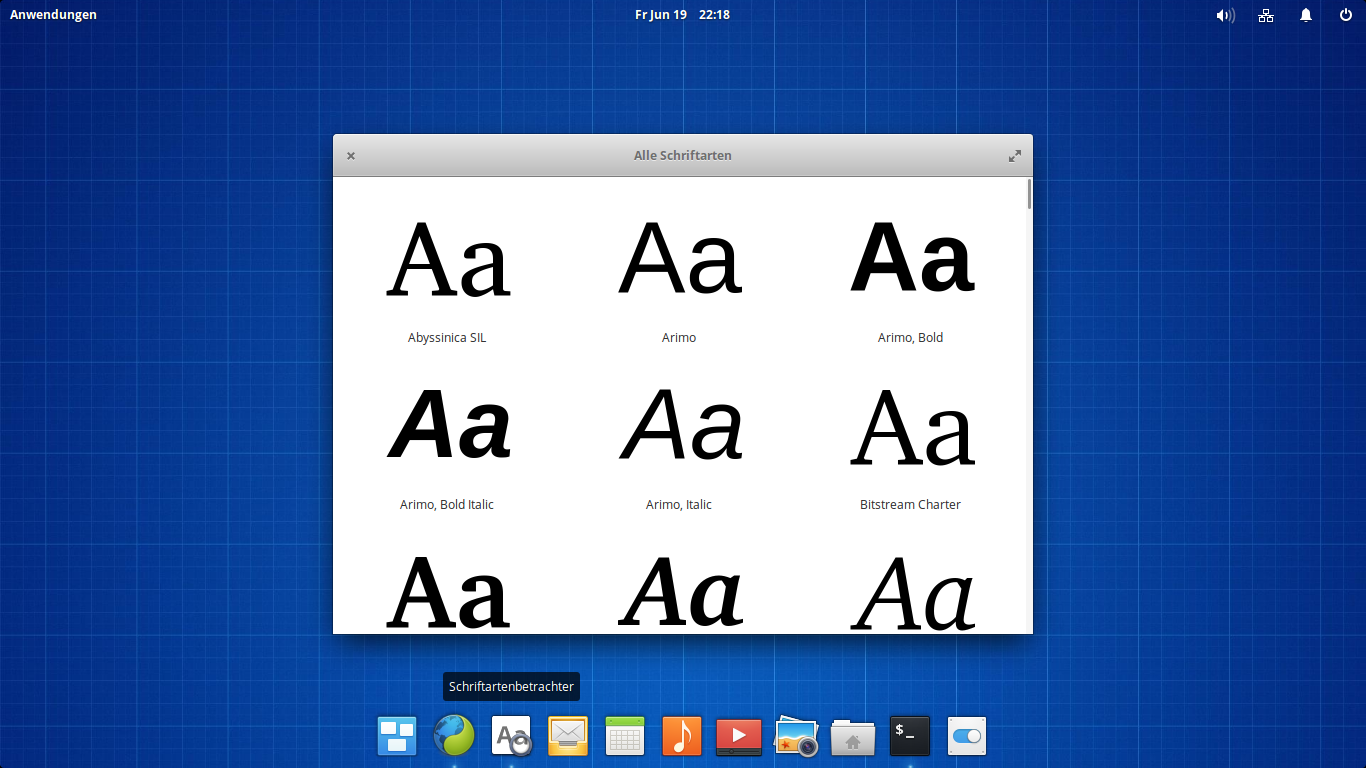 Anwendungen
Fr Jun 19 22:18
Alle Schriftarten
Aa Aa Aa
Abyssinica SIL Arimo Arimo, Bold
Aa Aa Aa
Arimo, Bold Italic Arimo, Italic Bitstream Charter
Aa Aa Aa
Schriftartenbetrachter
Aa
$_